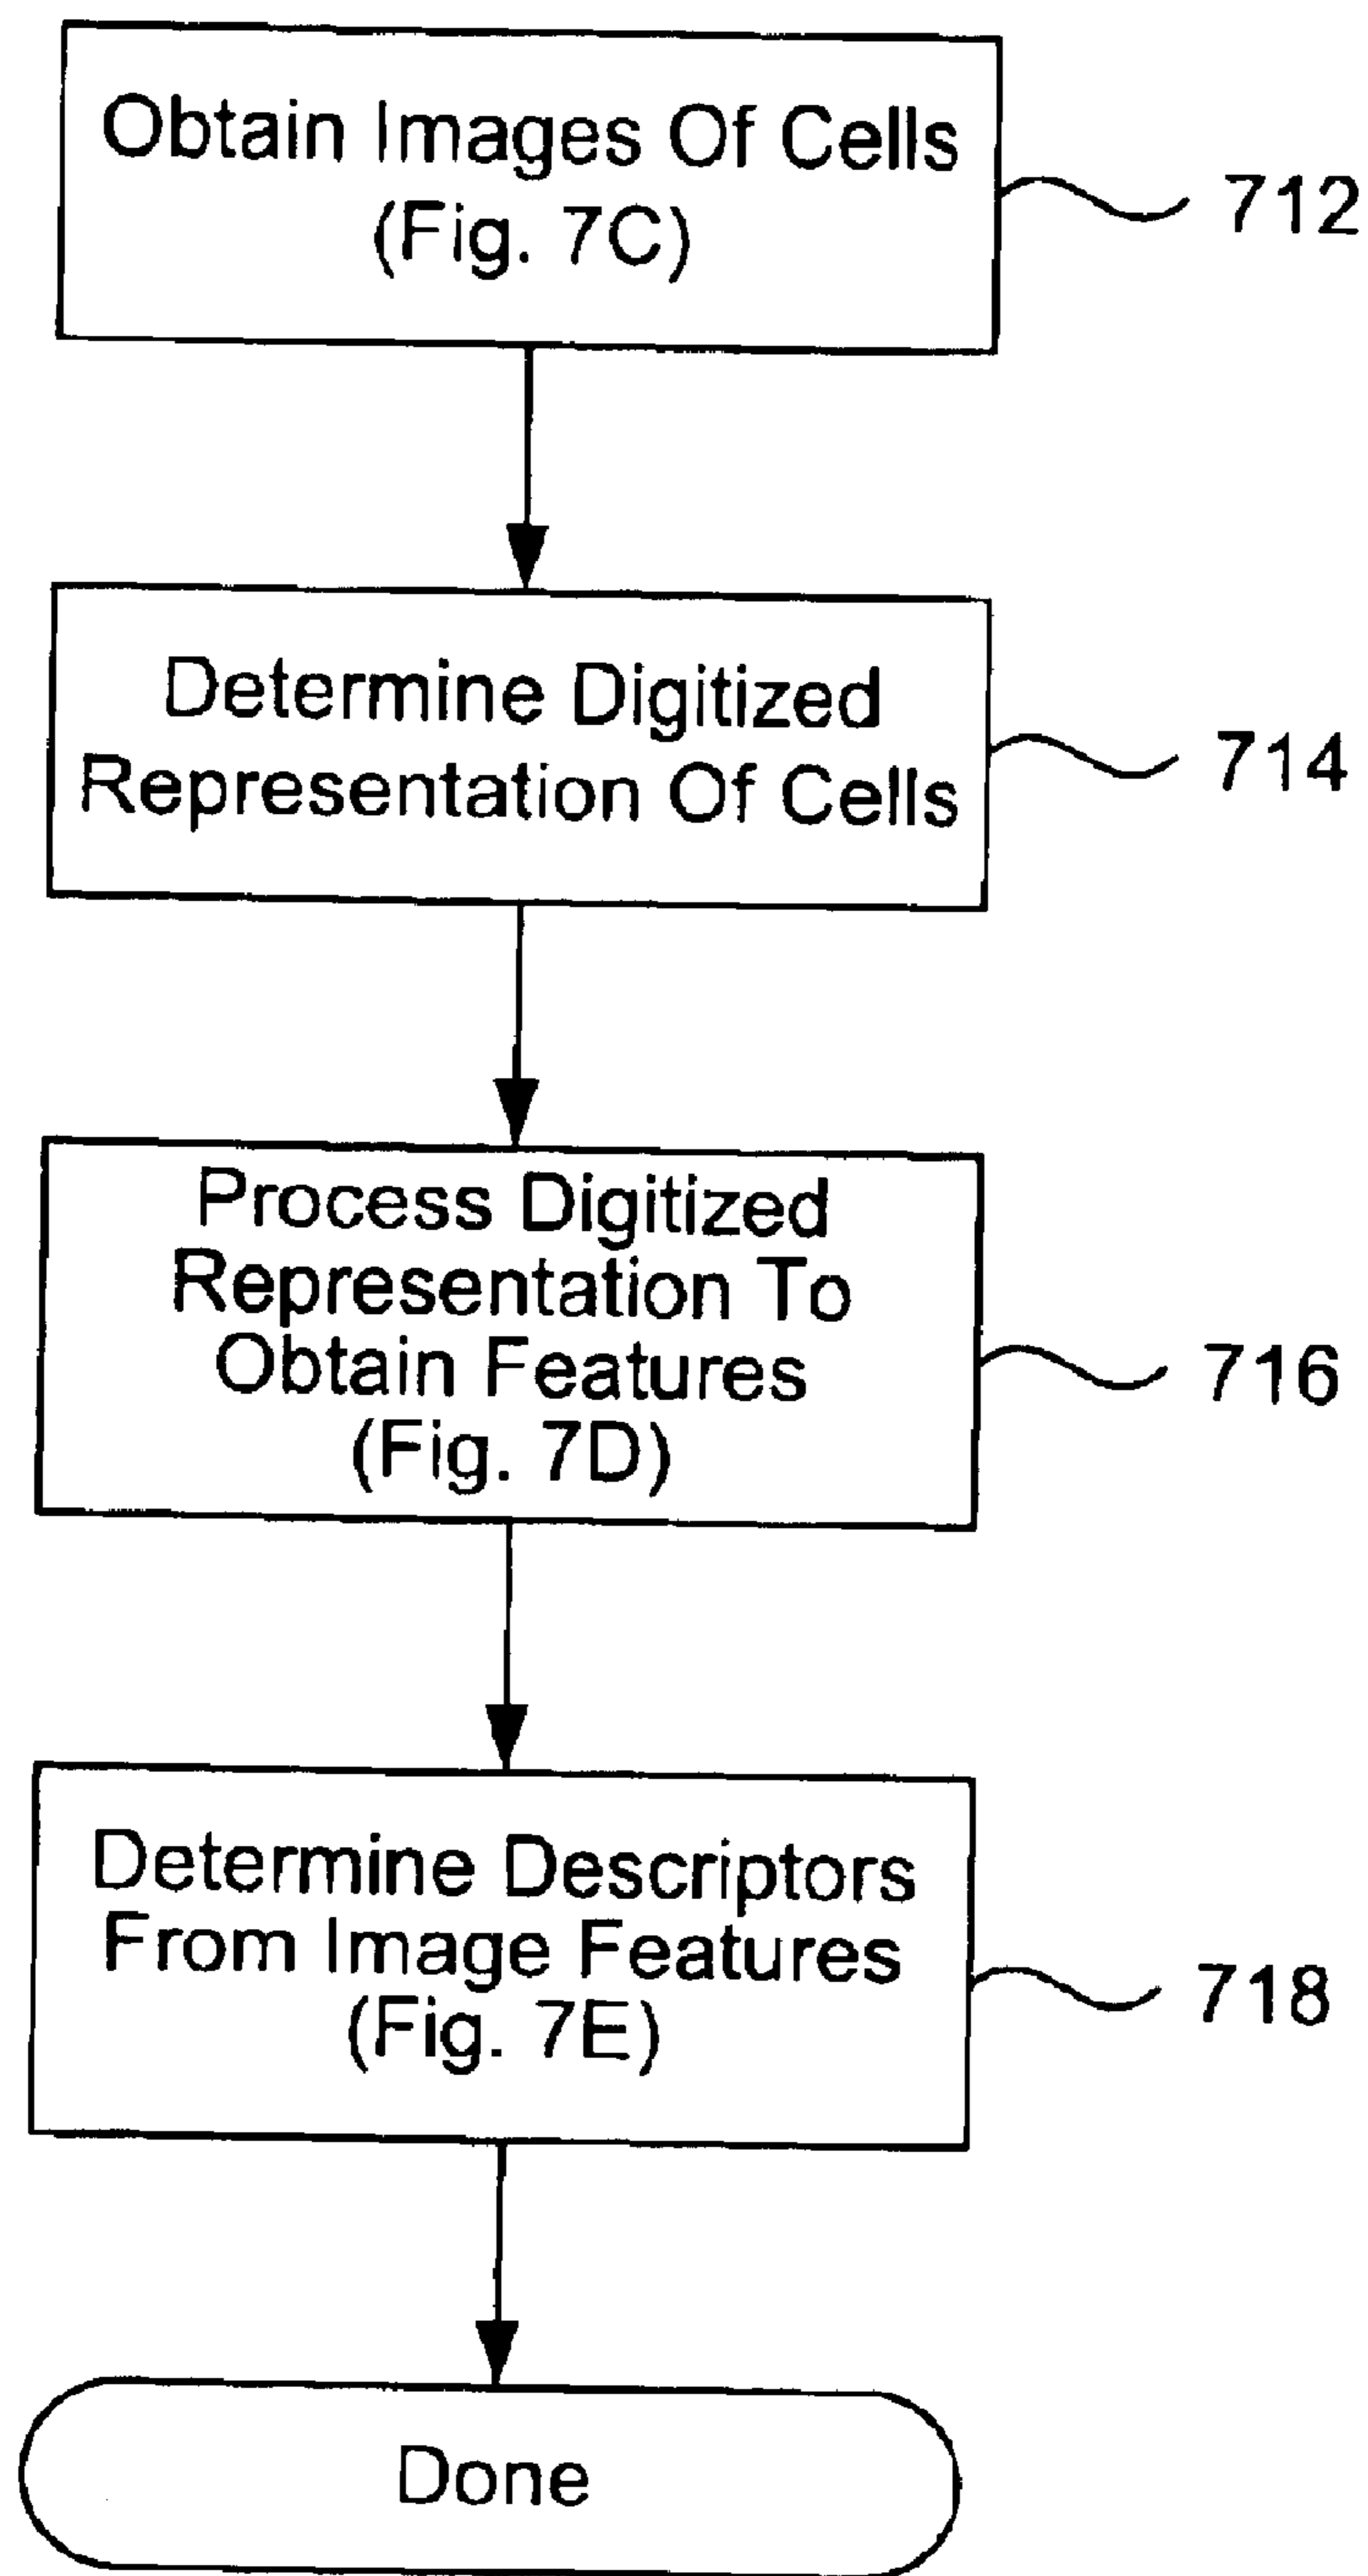 Obtain Images Of Cells
(Fig. 7C)
712
Determine Digitized
Representation Of Cells
714
Process Digitized
Representation To
Obtain Features
(Fig. 7D)
716
Determine Descriptors
From Image Features
(Fig. 7E)
718
Done